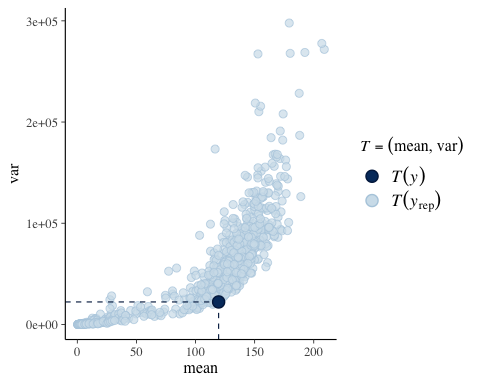 3e+05
2e+05
1e+05
0e+00
var
0
50
100
150
200
mean
T = (mean, var)
T(y)
T(y_rep)